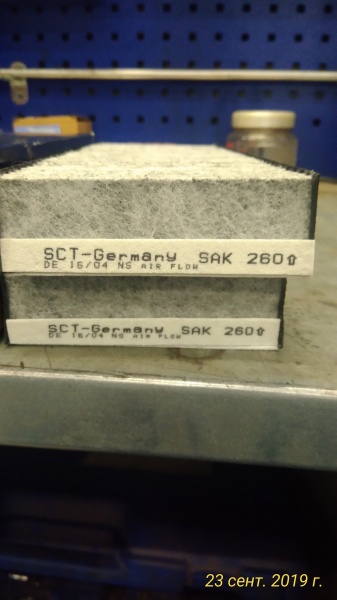 SCT-Germany SAK 260⇧
DE 16/04 NS AIR FLOW
SCT-Germany SAK 260⇧
DE 16/04 NS AIR FLOW
23 сент. 2019 г.